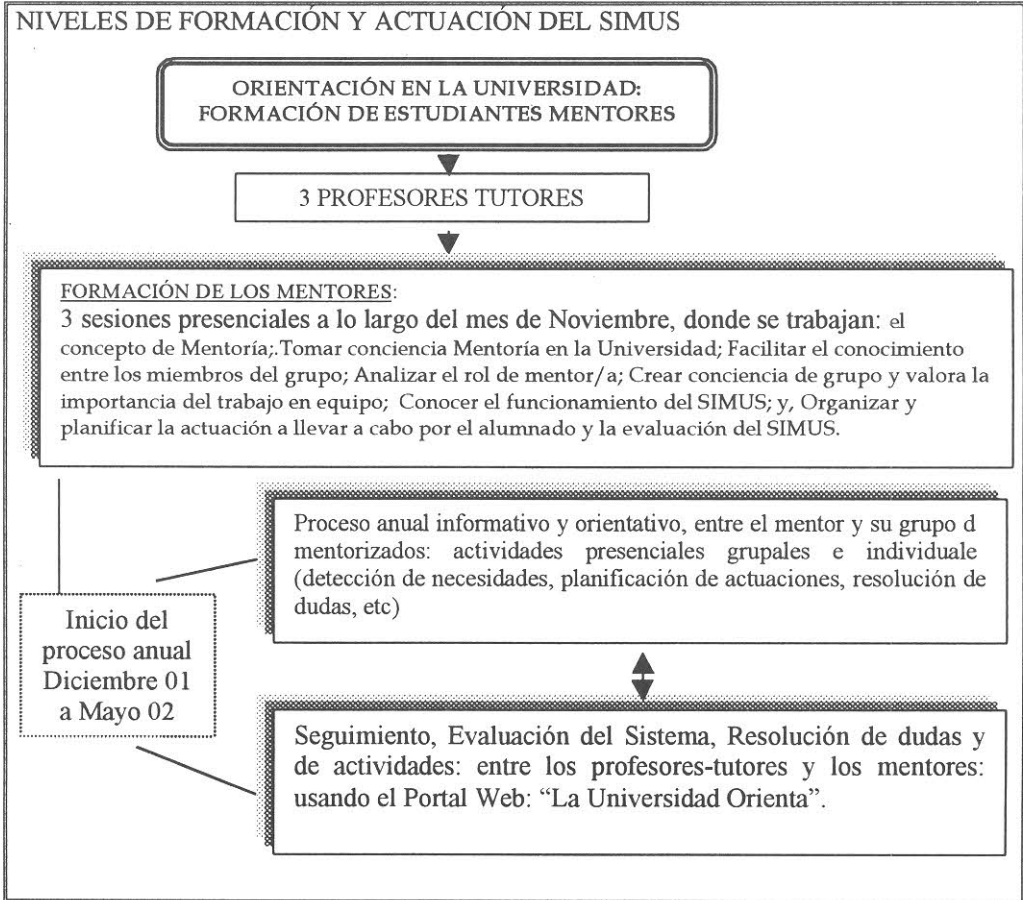 NIVELES DE FORMACIÓN Y ACTUACIÓN DEL SIMUS
ORIENTACIÓN EN LA UNIVERSIDAD:
FORMACIÓN DE ESTUDIANTES MENTORES
3 PROFESORES TUTORES
FORMACIÓN DE LOS MENTORES:
3 sesiones presenciales a lo largo del mes de Noviembre, donde se trabajan: el
concepto de Mentoría;.Tomar conciencia Mentoría en la Universidad; Facilitar el conocimiento
entre los miembros del grupo; Analizar el rol de mentor/a; Crear conciencia de grupo y valora la
importancia del trabajo en equipo; Conocer el funcionamiento del SIMUS; y, Organizar y
planificar la actuación a llevar a cabo por el alumnado y la evaluación del SIMUS.
Proceso anual informativo y orientativo, entre el mentor y su grupo d
mentorizados: actividades presenciales grupales e individuale
(detección de necesidades, planificación de actuaciones, resolución de
dudas, etc)
Inicio del
proceso anual
Diciembre 01
a Mayo 02
Seguimiento, Evaluación del Sistema, Resolución de dudas y
de actividades: entre los profesores-tutores y los mentores:
usando el Portal Web: “La Universidad Orienta”.